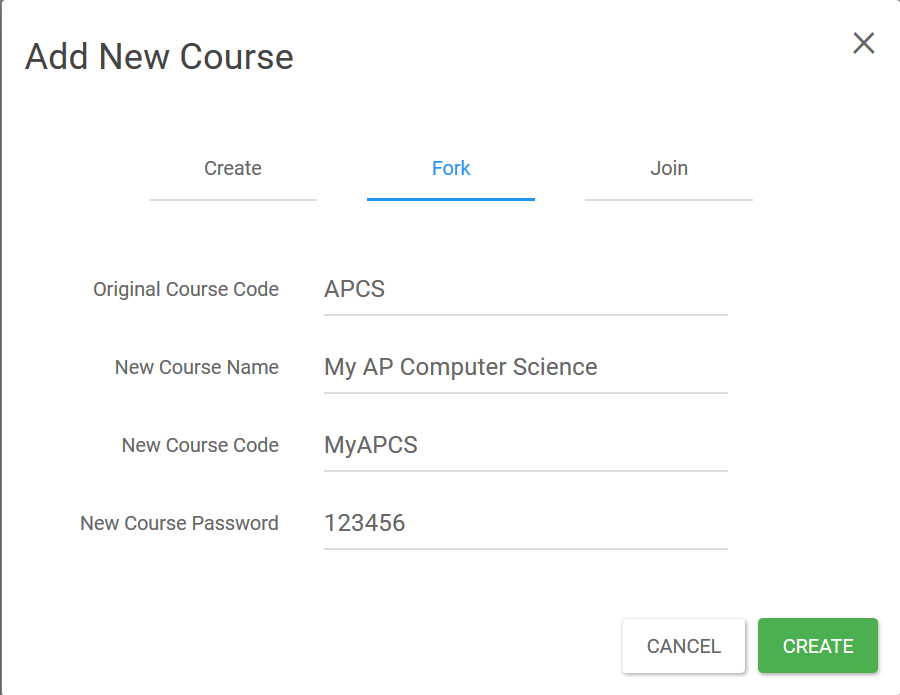 Add New Course
Create Fork Join
Original Course Code APCS
New Course Name My AP Computer Science
New Course Code MyAPCS
New Course Password 123456
CANCEL CREATE